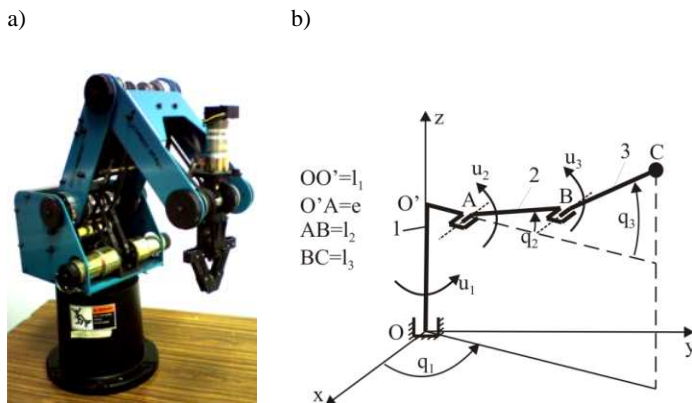 a)
b)
OO'=l₁
O'A=e
AB=l₂
BC=l₃
z
O'
1
A
u₂
2
q₂
B
u₃
3
C
q₃
u₁
O
y
x
q₁